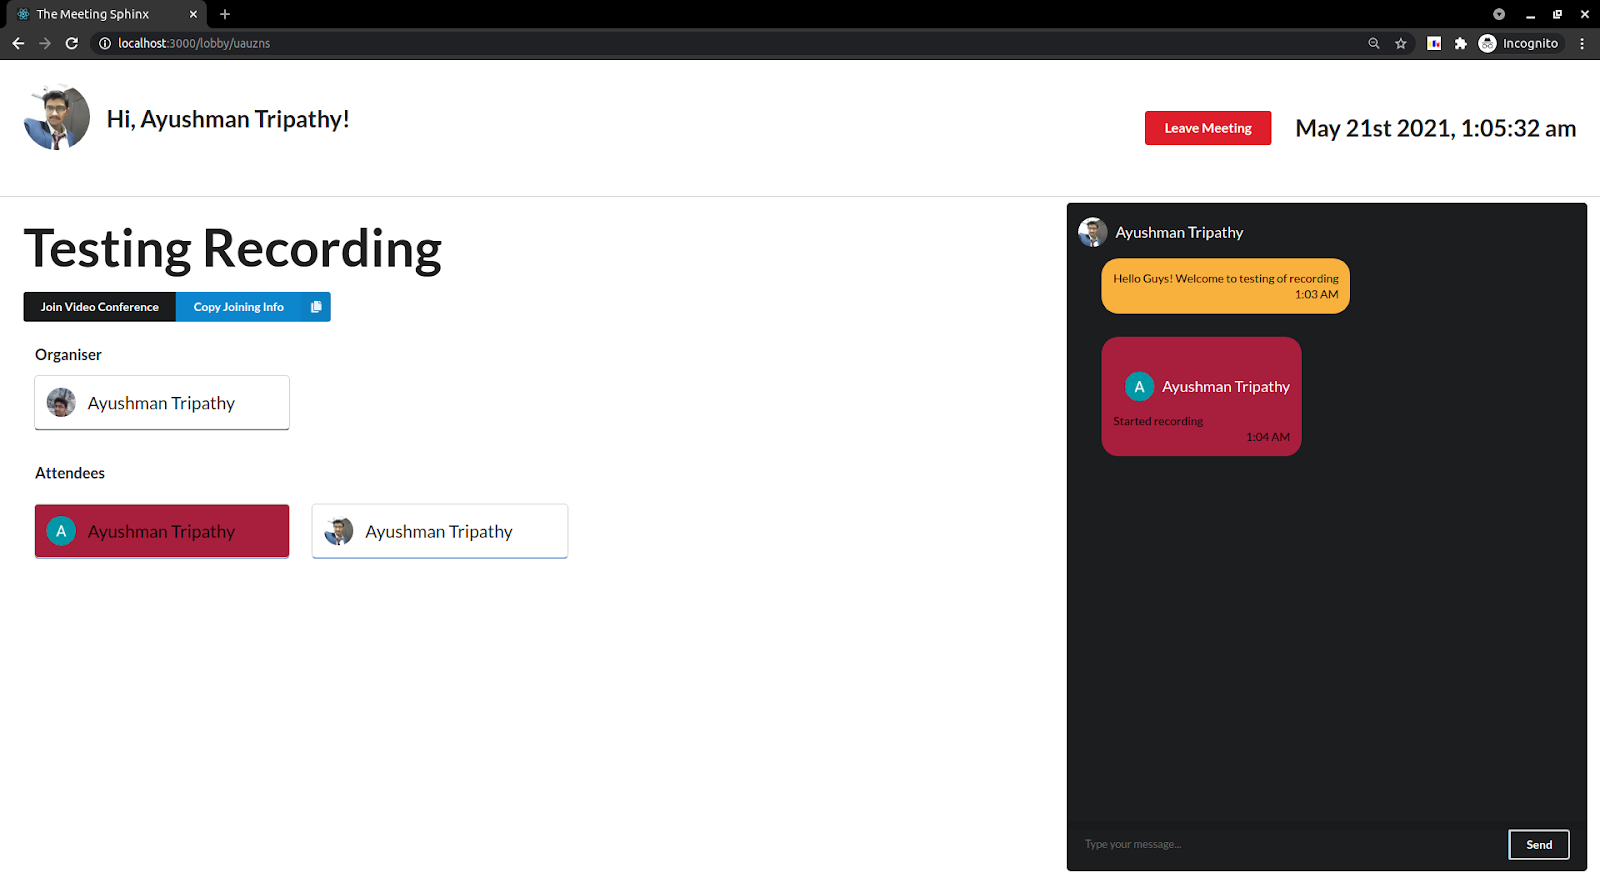 The Meeting Sphinx
localhost:3000/lobby/uauzns
Incognito
Hi, Ayushman Tripathy!
Leave Meeting
May 21st 2021, 1:05:32 am
Testing Recording
Join Video Conference
Copy Joining Info
Organiser
Ayushman Tripathy
Attendees
A Ayushman Tripathy
Ayushman Tripathy
Ayushman Tripathy
Hello Guys! Welcome to testing of recording
1:03 AM
A Ayushman Tripathy
Started recording
1:04 AM
Type your message...
Send